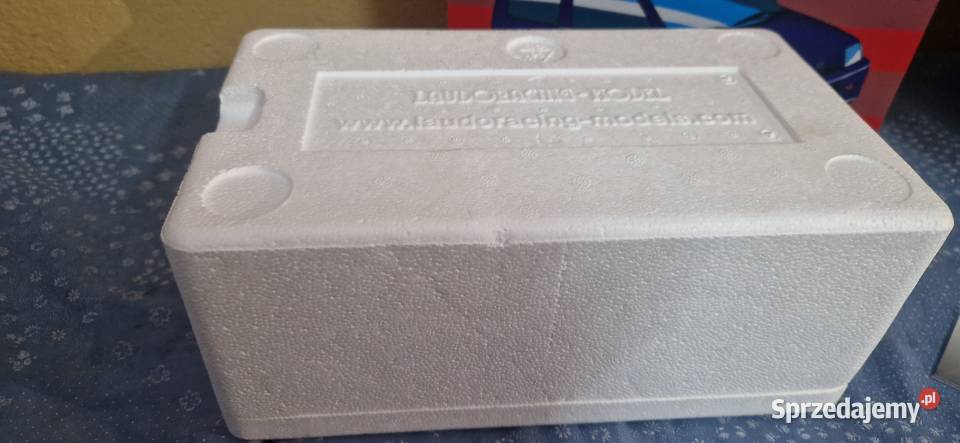 LAUDORACING-MODEL
www.laudoracing-models.com
Sprzedajemy.pl